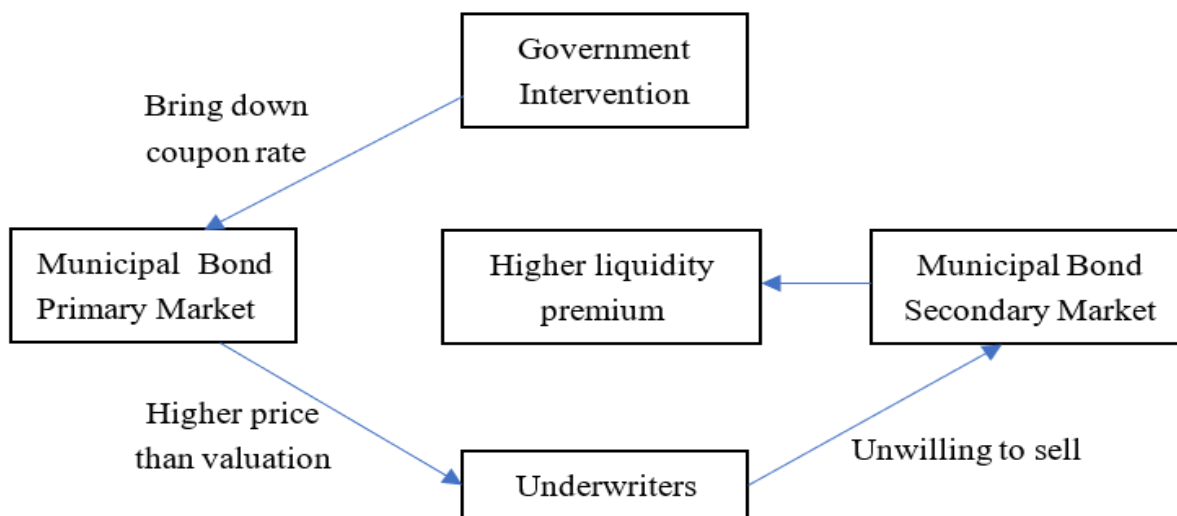 Government
Intervention
Bring down
coupon rate
Municipal Bond
Primary Market
Higher liquidity
premium
Municipal Bond
Secondary Market
Higher price
than valuation
Unwilling to sell
Underwriters